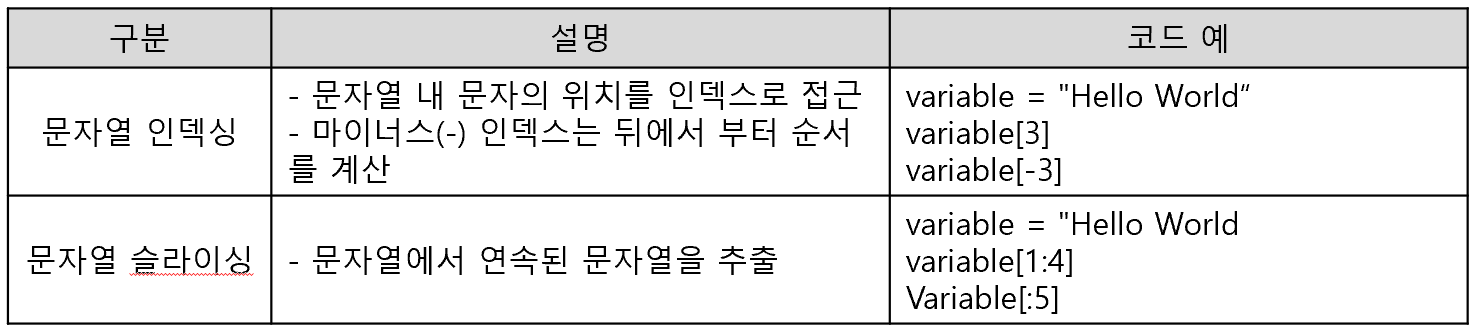 구분
설명
코드 예
문자열 인덱싱
- 문자열 내 문자의 위치를 인덱스로 접근
- 마이너스(-) 인덱스는 뒤에서 부터 순서
를 계산
variable = "Hello World“
variable[3]
variable[-3]
문자열 슬라이싱
- 문자열에서 연속된 문자열을 추출
variable = "Hello World
variable[1:4]
Variable[:5]